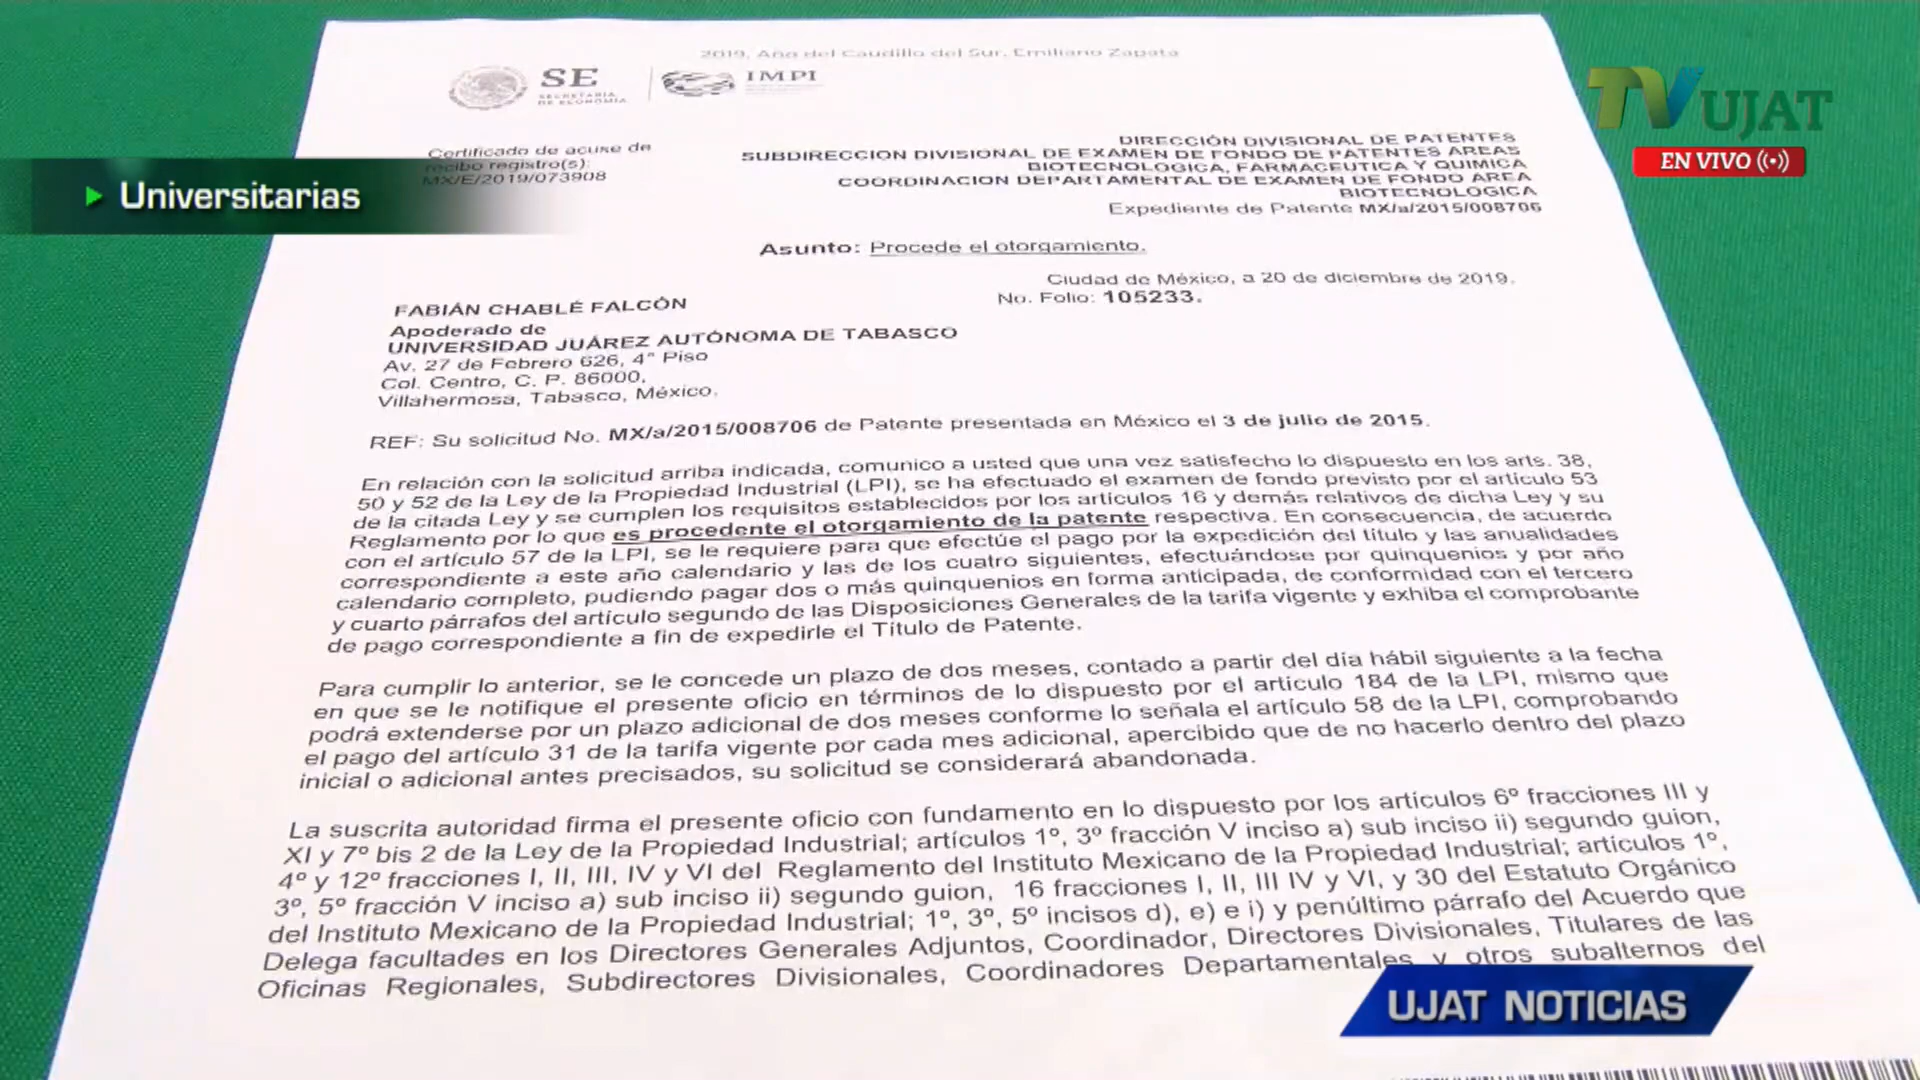 2019, Año del Caudillo del Sur, Emiliano Zapata
SE
SECRETARÍA
DE ECONOMÍA
IMPI
TVUJAT
EN VIVO
Universitarias
Certificado de acuse de
recibo registro(s):
MX/E/2019/073908
DIRECCIÓN DIVISIONAL DE PATENTES
SUBDIRECCION DIVISIONAL DE EXAMEN DE FONDO DE PATENTES AREAS
BIOTECNOLOGICA, FARMACEUTICA Y QUIMICA
COORDINACION DEPARTAMENTAL DE EXAMEN DE FONDO AREA
BIOTECNOLOGICA
Expediente de Patente MX/a/2015/008706
Asunto: Procede el otorgamiento.
Ciudad de México, a 20 de diciembre de 2019.
No. Folio: 105233.
FABIÁN CHABLÉ FALCÓN
Apoderado de
UNIVERSIDAD JUÁREZ AUTÓNOMA DE TABASCO
Av. 27 de Febrero 626, 4° Piso
Col. Centro, C. P. 86000,
Villahermosa, Tabasco, México.
REF: Su solicitud No. MX/a/2015/008706 de Patente presentada en México el 3 de julio de 2015.
En relación con la solicitud arriba indicada, comunico a usted que una vez satisfecho lo dispuesto en los arts. 38,
50 y 52 de la Ley de la Propiedad Industrial (LPI), se ha efectuado el examen de fondo previsto por el artículo 53
de la citada Ley y se cumplen los requisitos establecidos por los artículos 16 y demás relativos de dicha Ley y su
Reglamento por lo que es procedente el otorgamiento de la patente respectiva. En consecuencia, de acuerdo
con el artículo 57 de la LPI, se le requiere para que efectúe el pago por la expedición del título y las anualidades
correspondiente a este año calendario y las de los cuatro siguientes, efectuándose por quinquenios y por año
calendario completo, pudiendo pagar dos o más quinquenios en forma anticipada, de conformidad con el tercero
y cuarto párrafos del artículo segundo de las Disposiciones Generales de la tarifa vigente y exhiba el comprobante
de pago correspondiente a fin de expedirle el Título de Patente.
Para cumplir lo anterior, se le concede un plazo de dos meses, contado a partir del día hábil siguiente a la fecha
en que se le notifique el presente oficio en términos de lo dispuesto por el artículo 184 de la LPI, mismo que
podrá extenderse por un plazo adicional de dos meses conforme lo señala el artículo 58 de la LPI, comprobando
el pago del artículo 31 de la tarifa vigente por cada mes adicional, apercibido que de no hacerlo dentro del plazo
inicial o adicional antes precisados, su solicitud se considerará abandonada.
La suscrita autoridad firma el presente oficio con fundamento en lo dispuesto por los artículos 6º fracciones III y
XI y 7º bis 2 de la Ley de la Propiedad Industrial; artículos 1º, 3º fracción V inciso a) sub inciso ii) segundo guion,
4º y 12º fracciones I, II, III, IV y VI del Reglamento del Instituto Mexicano de la Propiedad Industrial; artículos 1º,
3º, 5º fracción V inciso a) sub inciso ii) segundo guion, 16 fracciones I, II, III IV y VI, y 30 del Estatuto Orgánico
del Instituto Mexicano de la Propiedad Industrial; 1º, 3º, 5º incisos d), e) e i) y penúltimo párrafo del Acuerdo que
Delega facultades en los Directores Generales Adjuntos, Coordinador, Directores Divisionales, Titulares de las
Oficinas Regionales, Subdirectores Divisionales, Coordinadores Departamentales y otros subalternos del
UJAT NOTICIAS